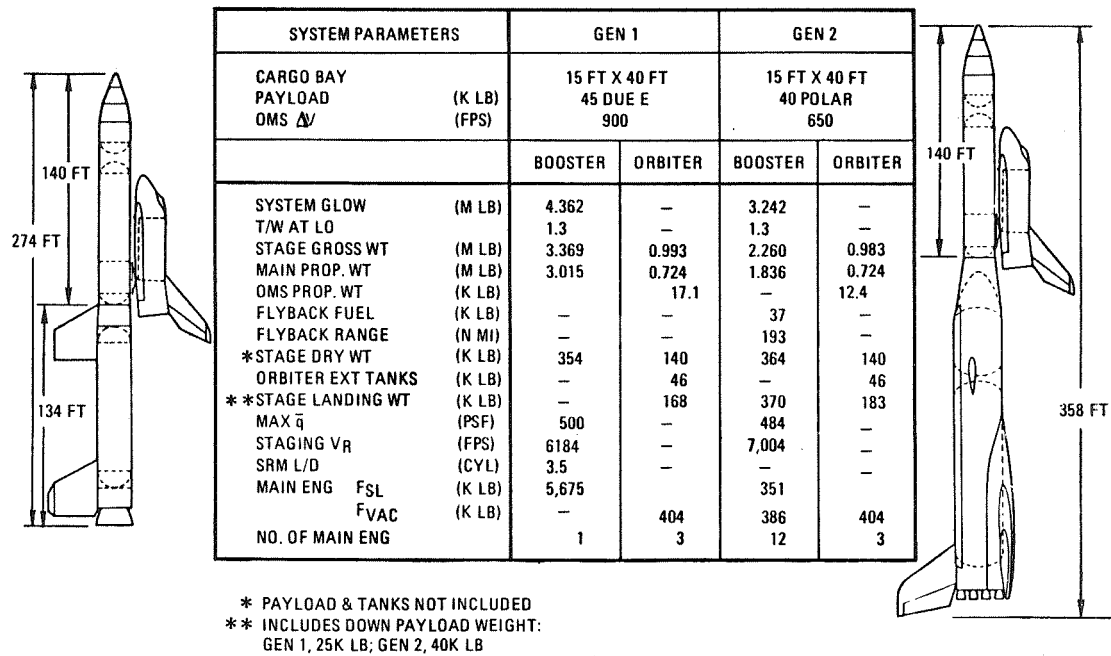 SYSTEM PARAMETERS GEN 1 GEN 2
CARGO BAY 15 FT X 40 FT 15 FT X 40 FT
PAYLOAD (K LB) 45 DUE E 40 POLAR
OMS ΔV (FPS) 900 650
BOOSTER ORBITER BOOSTER ORBITER
SYSTEM GLOW (M LB) 4.362 — 3.242 —
T/W AT LO 1.3 — 1.3 —
STAGE GROSS WT (M LB) 3.369 0.993 2.260 0.983
MAIN PROP. WT (M LB) 3.015 0.724 1.836 0.724
OMS PROP. WT (K LB) 17.1 — 12.4
FLYBACK FUEL (K LB) — — 37
FLYBACK RANGE (N MI) — — 193
*STAGE DRY WT (K LB) 354 140 364 140
ORBITER EXT TANKS (K LB) — 46 — 46
**STAGE LANDING WT (K LB) — 168 370 183
MAX q̄ (PSF) 500 — 484 —
STAGING VR (FPS) 6184 — 7,004 —
SRM L/D (CYL) 3.5 — — —
MAIN ENG FSL (K LB) 5,675 351
FVAC (K LB) — 404 386 404
NO. OF MAIN ENG 1 3 12 3
140 FT
274 FT
134 FT
140 FT
358 FT
* PAYLOAD & TANKS NOT INCLUDED
** INCLUDES DOWN PAYLOAD WEIGHT:
GEN 1, 25K LB; GEN 2, 40K LB